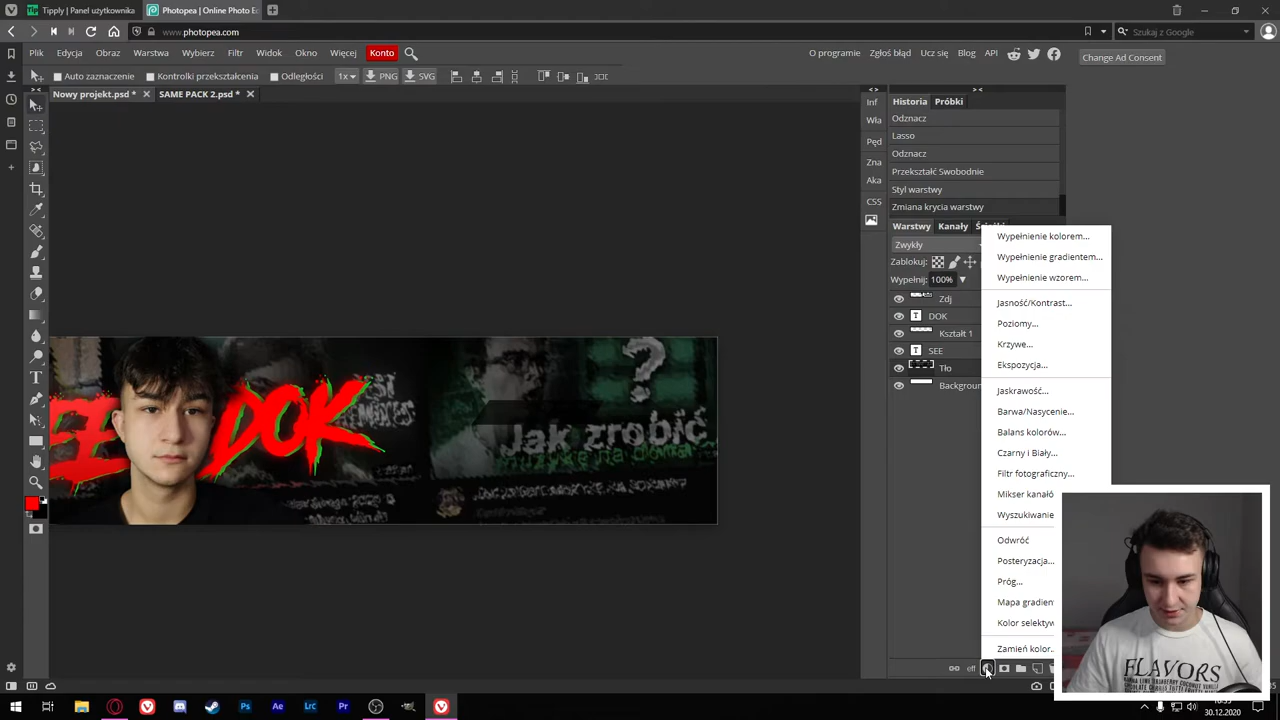 Tipply | Panel użytkownika
Photopea | Online Photo E
www.photopea.com
Szukaj z Google
Plik Edytuj Obraz Warstwa Wybierz Filtr Widok Okno Więcej Konto
O programie Zgłoś błąd Ucz się Blog API
Change Ad Consent
Auto zaznaczenie Kontrolki przekształcenia Odległości 1x PNG SVG
Nowy projekt.psd * SAME PACK 2.psd *
Inf
Wła
Pęd
Zna
Aka
CSS
Historia Próbki
Odznacz
Lasso
Odznacz
Przekształć Swobodnie
Styl warstwy
Zmiana krycia warstwy
Warstwy Kanały
Zwykły
Zablokuj:
Wypełnij: 100%
Zdj
DOK
Kształt 1
SEE
Tło
Backgroun
Wypełnienie kolorem...
Wypełnienie gradientem...
Wypełnienie wzorem...
Jasność/Kontrast...
Poziomy...
Krzywe...
Ekspozycja...
Jaskrawość...
Barwa/Nasycenie...
Balans kolorów...
Czarny i Biały...
Filtr fotograficzny...
Mikser kanałó
Wyszukiwanie
Odwróć
Posteryzacja...
Próg...
Mapa gradien
Kolor selektyw
Zamień kolor..
eff
DOK
?
Jak zrobić
FLAVORS
30.12.2020